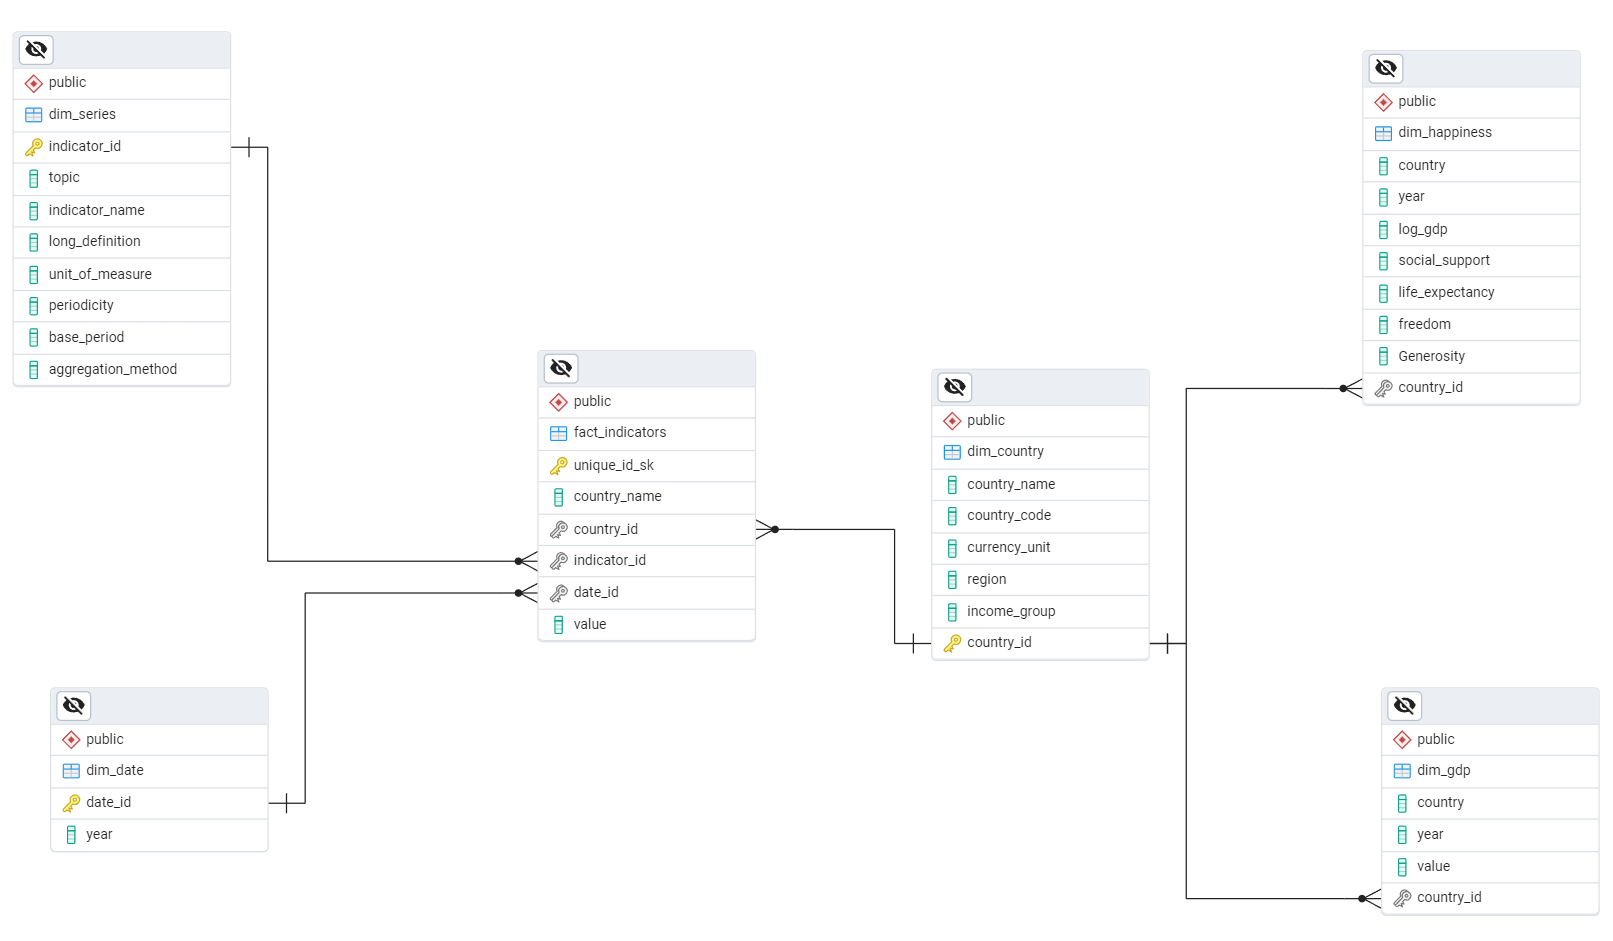 public
dim_series
indicator_id
topic
indicator_name
long_definition
unit_of_measure
periodicity
base_period
aggregation_method
public
dim_date
date_id
year
public
fact_indicators
unique_id_sk
country_name
country_id
indicator_id
date_id
value
public
dim_country
country_name
country_code
currency_unit
region
income_group
country_id
public
dim_happiness
country
year
log_gdp
social_support
life_expectancy
freedom
Generosity
country_id
public
dim_gdp
country
year
value
country_id